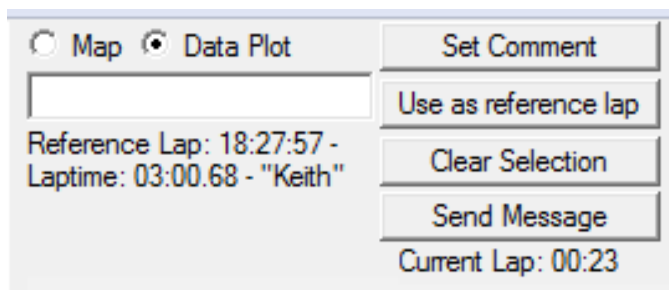 Map Data Plot
Set Comment
Use as reference lap
Reference Lap: 18:27:57 -
Laptime: 03:00.68 - "Keith"
Clear Selection
Send Message
Current Lap: 00:23